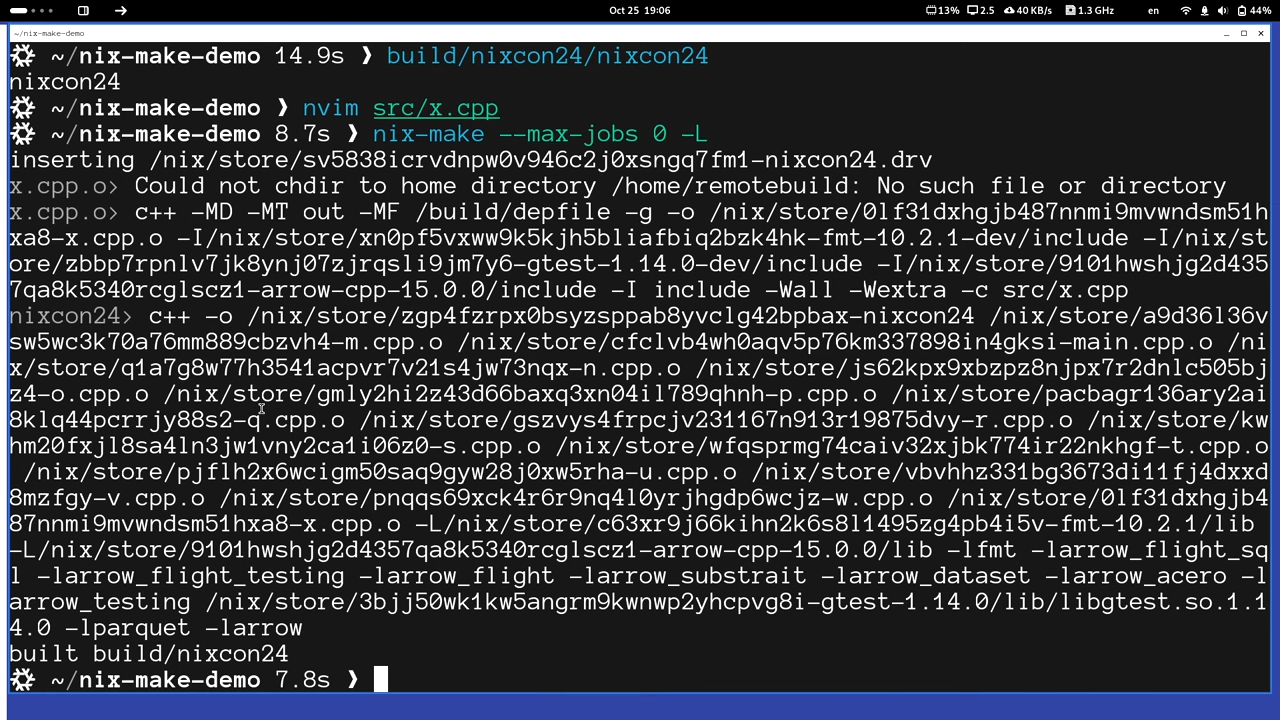 Oct 25 19:06
13% 2.5 40 KB/s 1.3 GHz en 44%
~/nix-make-demo
~/nix-make-demo 14.9s ❯ build/nixcon24/nixcon24
nixcon24
~/nix-make-demo ❯ nvim src/x.cpp
~/nix-make-demo 8.7s ❯ nix-make --max-jobs 0 -L
inserting /nix/store/sv5838icrvdnpw0v946c2j0xsngq7fm1-nixcon24.drv
x.cpp.o> Could not chdir to home directory /home/remotebuild: No such file or directory
x.cpp.o> c++ -MD -MT out -MF /build/depfile -g -o /nix/store/0lf31dxhgjb487nnmi9mvwndsm51h
xa8-x.cpp.o -I/nix/store/xn0pf5vxww9k5kjh5bliafbiq2bzk4hk-fmt-10.2.1-dev/include -I/nix/st
ore/zbbp7rpnlv7jk8ynj07zjrqsli9jm7y6-gtest-1.14.0-dev/include -I/nix/store/9101hwshjg2d435
7qa8k5340rcglscz1-arrow-cpp-15.0.0/include -I include -Wall -Wextra -c src/x.cpp
nixcon24> c++ -o /nix/store/zgp4fzrpx0bsyzsppab8yvclg42bpbax-nixcon24 /nix/store/a9d36l36v
sw5wc3k70a76mm889cbzvh4-m.cpp.o /nix/store/cfclvb4wh0aqv5p76km337898in4gksi-main.cpp.o /ni
x/store/q1a7g8w77h3541acpvr7v21s4jw73nqx-n.cpp.o /nix/store/js62kpx9xbzpz8njpx7r2dnlc505bj
z4-o.cpp.o /nix/store/gmly2hi2z43d66baxq3xn04il789qhnh-p.cpp.o /nix/store/pacbagr136ary2ai
8klq44pcrrjy88s2-q.cpp.o /nix/store/gszvys4frpcjv231167n913r19875dvy-r.cpp.o /nix/store/kw
hm20fxjl8sa4ln3jw1vny2ca1i06z0-s.cpp.o /nix/store/wfqsprmg74caiv32xjbk774ir22nkhgf-t.cpp.o
/nix/store/pjflh2x6wcigm50saq9gyw28j0xw5rha-u.cpp.o /nix/store/vbvhhz331bg3673di11fj4dxxd
8mzfgy-v.cpp.o /nix/store/pnqqs69xck4r6r9nq4l0yrjhgdp6wcjz-w.cpp.o /nix/store/0lf31dxhgjb4
87nnmi9mvwndsm51hxa8-x.cpp.o -L/nix/store/c63xr9j66kihn2k6s8l1495zg4pb4i5v-fmt-10.2.1/lib
-L/nix/store/9101hwshjg2d4357qa8k5340rcglscz1-arrow-cpp-15.0.0/lib -lfmt -larrow_flight_sq
l -larrow_flight_testing -larrow_flight -larrow_substrait -larrow_dataset -larrow_acero -l
arrow_testing /nix/store/3bjj50wk1kw5angrm9kwnwp2yhcpvg8i-gtest-1.14.0/lib/libgtest.so.1.1
4.0 -lparquet -larrow
built build/nixcon24
~/nix-make-demo 7.8s ❯